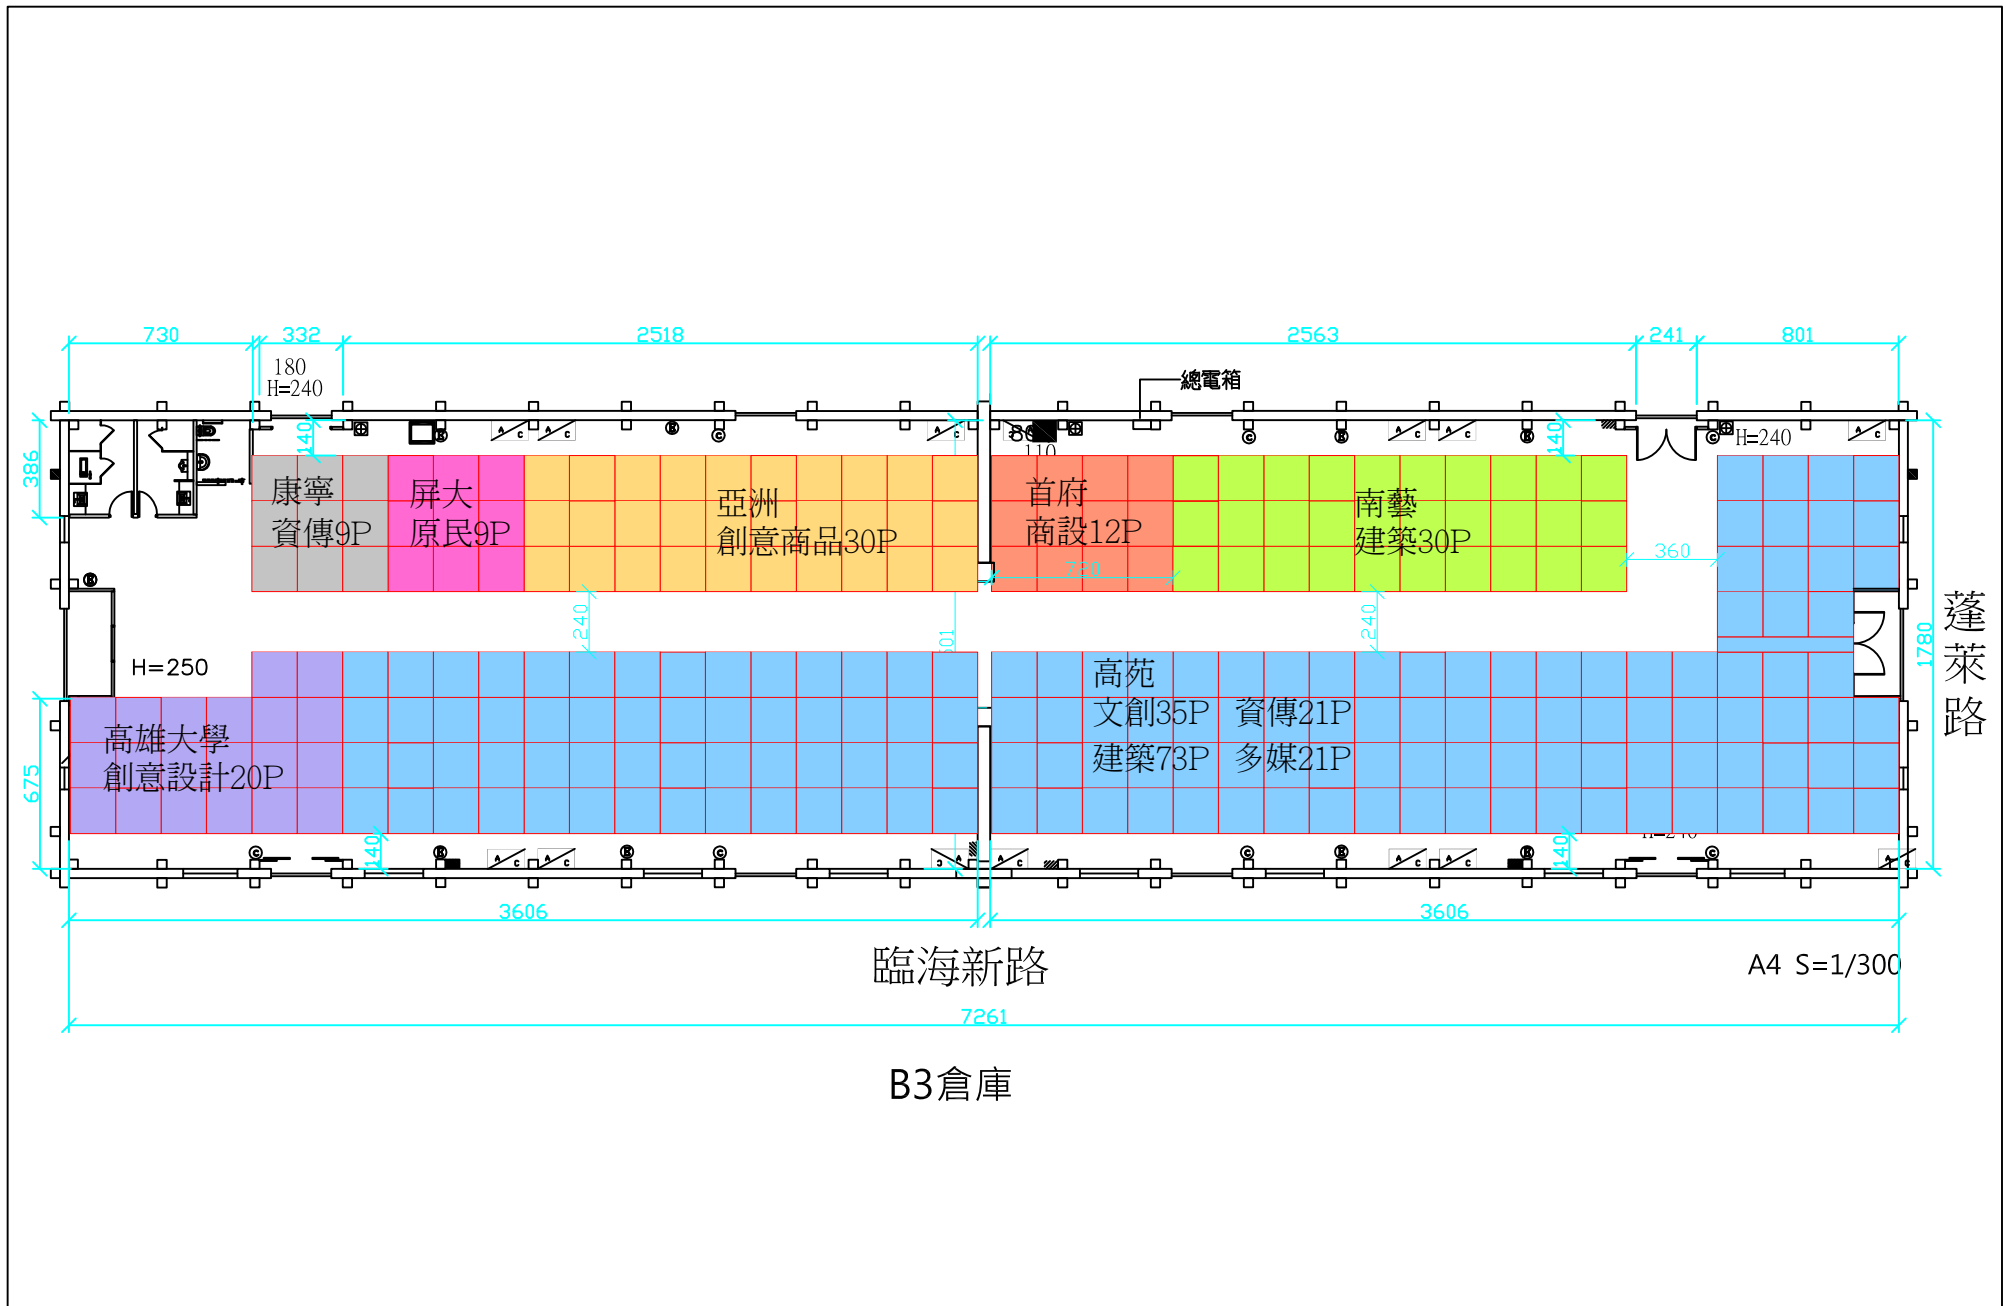 730 332 2518 2563 241 801
180
H=240
總電箱
140
80
110
140
H=240
386
康寧
資傳9P
屏大
原民9P
亞洲
創意商品30P
首府
商設12P
南藝
建築30P
360
720
240
240
H=250
1780
蓬萊路
高苑
文創35P 資傳21P
建築73P 多媒21P
高雄大學
創意設計20P
675
140
140
H=240
3606 3606
臨海新路
A4 S=1/300
7261
B3倉庫